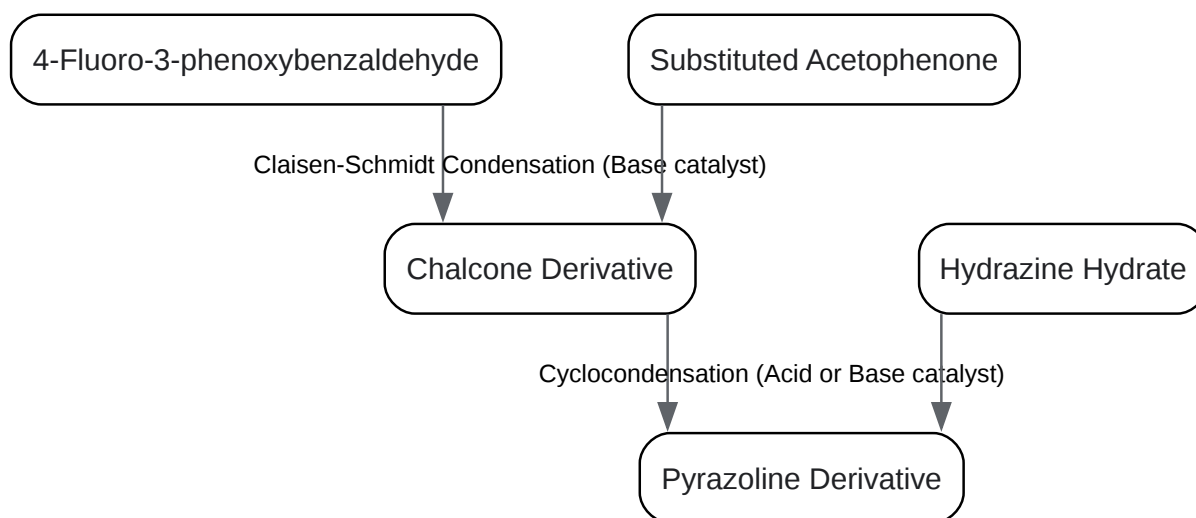 4-Fluoro-3-phenoxybenzaldehyde
Substituted Acetophenone
Claisen-Schmidt Condensation (Base catalyst)
Chalcone Derivative
Hydrazine Hydrate
Cyclocondensation (Acid or Base catalyst)
Pyrazoline Derivative